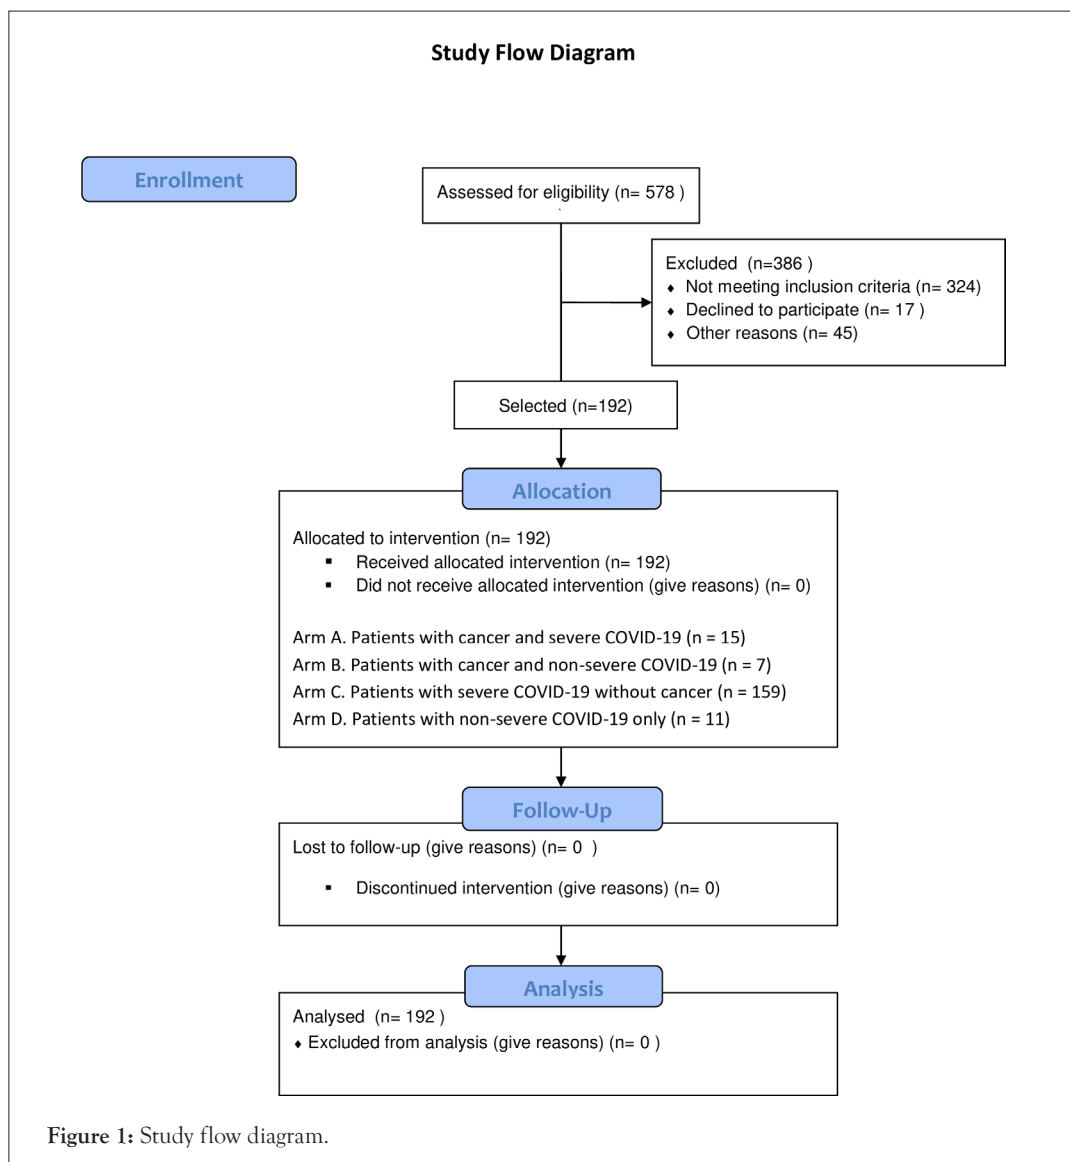 Study Flow Diagram
Enrollment
Assessed for eligibility (n= 578 )
Excluded  (n=386 )
♦ Not meeting inclusion criteria (n= 324)
♦ Declined to participate (n= 17 )
♦ Other reasons (n= 45)
Selected (n=192)
Allocation
Allocated to intervention (n= 192)
▪ Received allocated intervention (n= 192)
▪ Did not receive allocated intervention (give reasons) (n= 0)
Arm A. Patients with cancer and severe COVID-19 (n = 15)
Arm B. Patients with cancer and non-severe COVID-19 (n = 7)
Arm C. Patients with severe COVID-19 without cancer (n = 159)
Arm D. Patients with non-severe COVID-19 only (n = 11)
Follow-Up
Lost to follow-up (give reasons) (n= 0  )
▪ Discontinued intervention (give reasons) (n= 0)
Analysis
Analysed  (n= 192 )
♦ Excluded from analysis (give reasons) (n= 0 )
Figure 1: Study flow diagram.